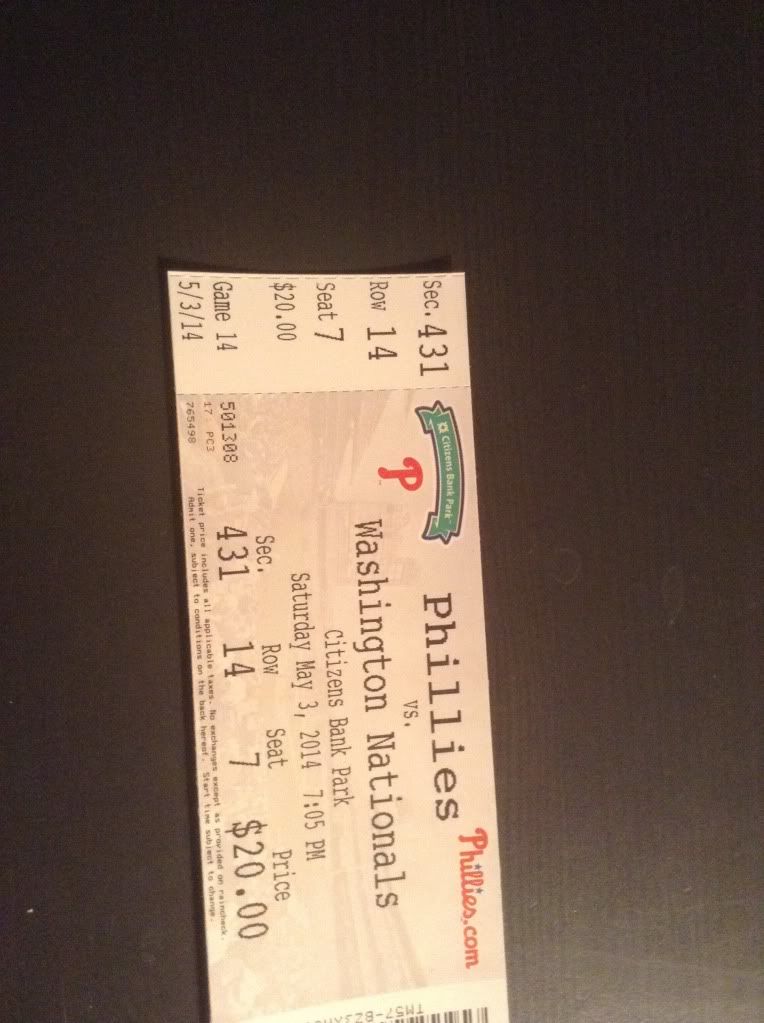 Sec. 431
Row 14
Seat 7
$20.00
Game 14
5/3/14
Citizens Bank Park
P
Phillies
Phillies.com
vs.
Washington Nationals
Citizens Bank Park
Saturday May 3, 2014 7:05 PM
Sec. Row Seat Price
431 14 7 $20.00
501308
17 PC3
765498
Ticket price includes all applicable taxes. No exchanges except as provided on raincheck.
Admit one, subject to conditions on the back hereof. Start time subject to change.